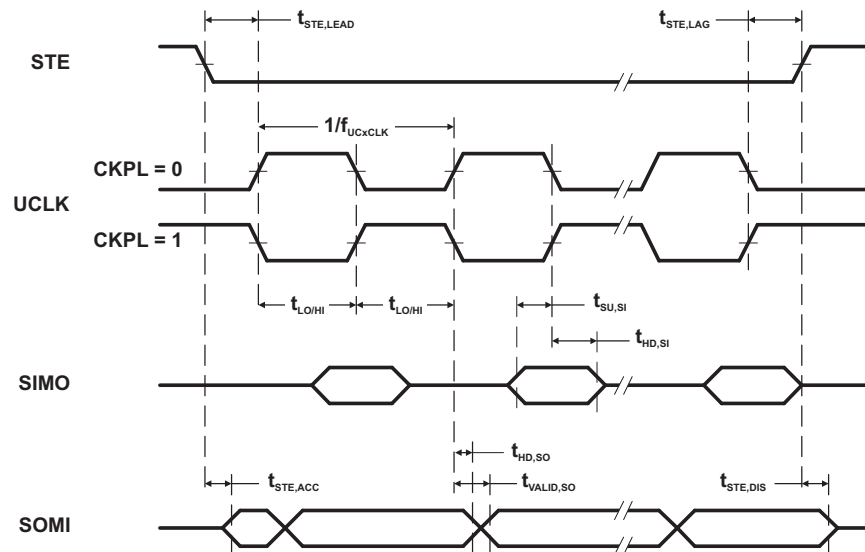 tSTE,LEAD
tSTE,LAG
STE
1/fUCxCLK
CKPL = 0
UCLK
CKPL = 1
tLO/HI tLO/HI
tSU,SI
tHD,SI
SIMO
tHD,SO
tSTE,ACC
tVALID,SO
tSTE,DIS
SOMI